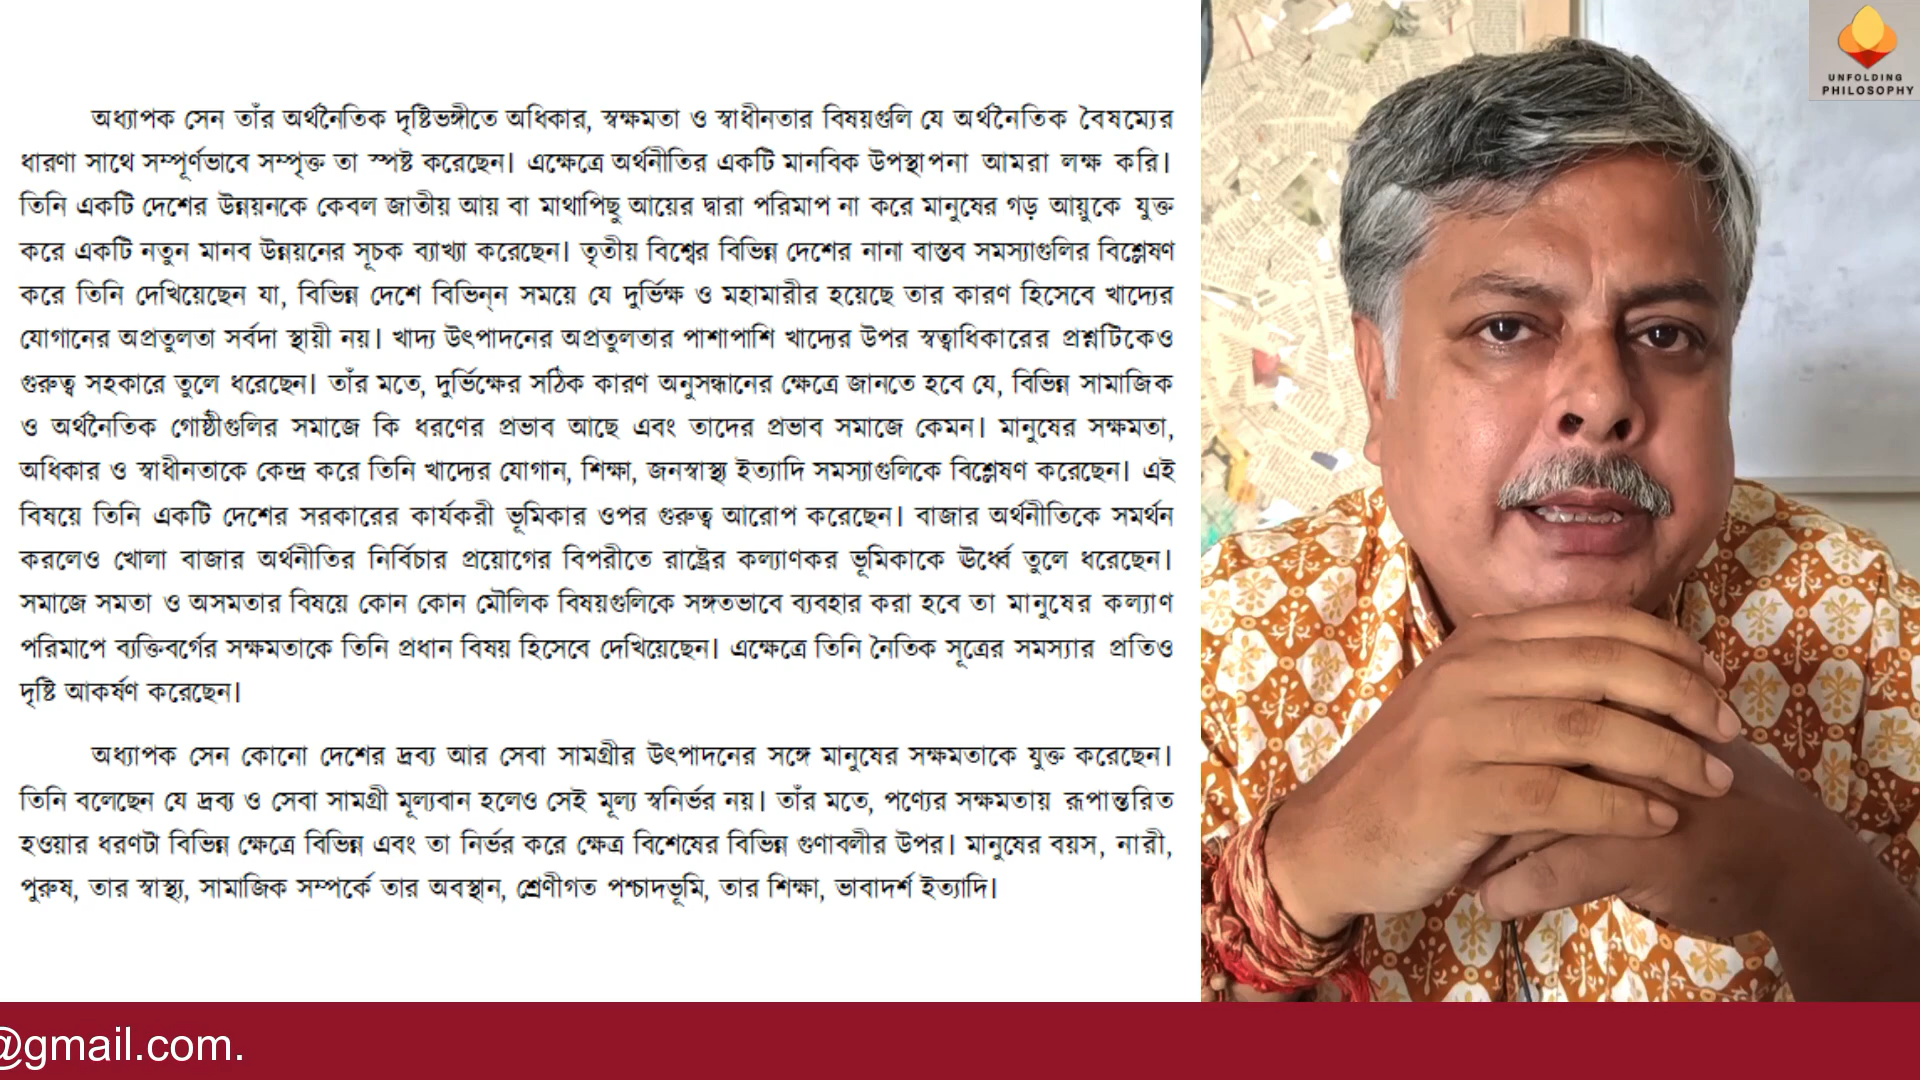 অধ্যাপক সেন তাঁর অর্থনৈতিক দৃষ্টিভঙ্গীতে অধিকার, স্বক্ষমতা ও স্বাধীনতার বিষয়গুলি যে অর্থনৈতিক বৈষম্যের
ধারণা সাথে সম্পূর্ণভাবে সম্পৃক্ত তা স্পষ্ট করেছেন। এক্ষেত্রে অর্থনীতির একটি মানবিক উপস্থাপনা আমরা লক্ষ করি।
তিনি একটি দেশের উন্নয়নকে কেবল জাতীয় আয় বা মাথাপিছু আয়ের দ্বারা পরিমাপ না করে মানুষের গড় আয়ুকে যুক্ত
করে একটি নতুন মানব উন্নয়নের সূচক ব্যাখ্যা করেছেন। তৃতীয় বিশ্বের বিভিন্ন দেশের নানা বাস্তব সমস্যাগুলির বিশ্লেষণ
করে তিনি দেখিয়েছেন যা, বিভিন্ন দেশে বিভিন্‌ন সময়ে যে দুর্ভিক্ষ ও মহামারীর হয়েছে তার কারণ হিসেবে খাদ্যের
যোগানের অপ্রতুলতা সর্বদা স্থায়ী নয়। খাদ্য উৎপাদনের অপ্রতুলতার পাশাপাশি খাদ্যের উপর স্বত্বাধিকারের প্রশ্নটিকেও
গুরুত্ব সহকারে তুলে ধরেছেন। তাঁর মতে, দুর্ভিক্ষের সঠিক কারণ অনুসন্ধানের ক্ষেত্রে জানতে হবে যে, বিভিন্ন সামাজিক
ও অর্থনৈতিক গোষ্ঠীগুলির সমাজে কি ধরণের প্রভাব আছে এবং তাদের প্রভাব সমাজে কেমন। মানুষের সক্ষমতা,
অধিকার ও স্বাধীনতাকে কেন্দ্র করে তিনি খাদ্যের যোগান, শিক্ষা, জনস্বাস্থ্য ইত্যাদি সমস্যাগুলিকে বিশ্লেষণ করেছেন। এই
বিষয়ে তিনি একটি দেশের সরকারের কার্যকরী ভূমিকার ওপর গুরুত্ব আরোপ করেছেন। বাজার অর্থনীতিকে সমর্থন
করলেও খোলা বাজার অর্থনীতির নির্বিচার প্রয়োগের বিপরীতে রাষ্ট্রের কল্যাণকর ভূমিকাকে ঊর্ধ্বে তুলে ধরেছেন।
সমাজে সমতা ও অসমতার বিষয়ে কোন কোন মৌলিক বিষয়গুলিকে সঙ্গতভাবে ব্যবহার করা হবে তা মানুষের কল্যাণ
পরিমাপে ব্যক্তিবর্গের সক্ষমতাকে তিনি প্রধান বিষয় হিসেবে দেখিয়েছেন। এক্ষেত্রে তিনি নৈতিক সূত্রের সমস্যার প্রতিও
দৃষ্টি আকর্ষণ করেছেন।
অধ্যাপক সেন কোনো দেশের দ্রব্য আর সেবা সামগ্রীর উৎপাদনের সঙ্গে মানুষের সক্ষমতাকে যুক্ত করেছেন।
তিনি বলেছেন যে দ্রব্য ও সেবা সামগ্রী মূল্যবান হলেও সেই মূল্য স্বনির্ভর নয়। তাঁর মতে, পণ্যের সক্ষমতায় রূপান্তরিত
হওয়ার ধরণটা বিভিন্ন ক্ষেত্রে বিভিন্ন এবং তা নির্ভর করে ক্ষেত্র বিশেষের বিভিন্ন গুণাবলীর উপর। মানুষের বয়স, নারী,
পুরুষ, তার স্বাস্থ্য, সামাজিক সম্পর্কে তার অবস্থান, শ্রেণীগত পশ্চাদভূমি, তার শিক্ষা, ভাবাদর্শ ইত্যাদি।
UNFOLDING
PHILOSOPHY
@gmail.com.